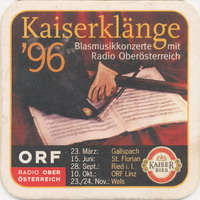 Kaiserklänge
'96
Blasmusikkonzerte mit
Radio Oberösterreich
ORF
RADIO OBER
ÖSTERREICH
23. März: Gallspach
15. Juni: St. Florian
28. Sept.: Ried i. I.
10. Okt.: ORF Linz
23./24. Nov.: Wels
KAISER
BIER